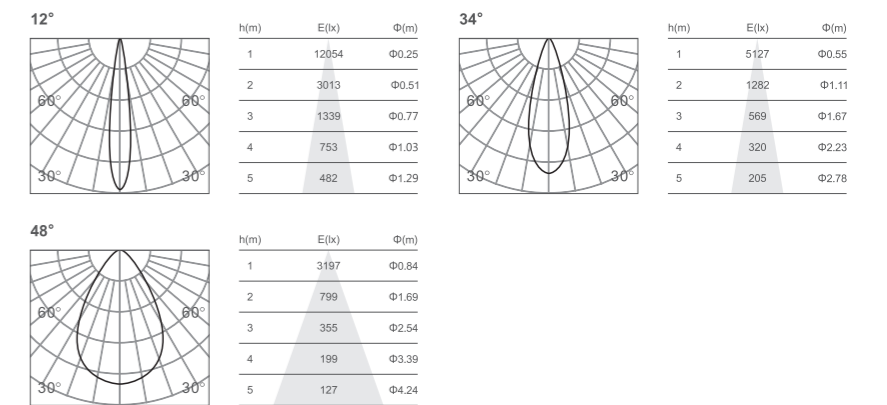 12°
h(m) E(lx) Φ(m)
1 12054 Φ0.25
2 3013 Φ0.51
3 1339 Φ0.77
4 753 Φ1.03
5 482 Φ1.29
60° 60°
30° 30°
34°
h(m) E(lx) Φ(m)
1 5127 Φ0.55
2 1282 Φ1.11
3 569 Φ1.67
4 320 Φ2.23
5 205 Φ2.78
60° 60°
30° 30°
48°
h(m) E(lx) Φ(m)
1 3197 Φ0.84
2 799 Φ1.69
3 355 Φ2.54
4 199 Φ3.39
5 127 Φ4.24
60° 60°
30° 30°